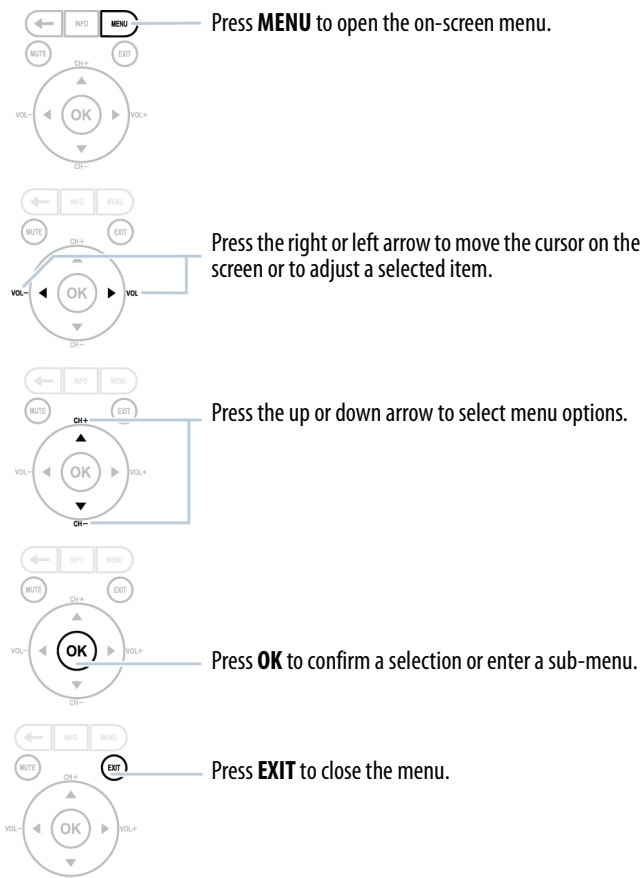 INFO MENU
Press MENU to open the on-screen menu.
MUTE EXIT
CH+
VOL- OK VOL+
CH-
INFO MENU
MUTE EXIT
CH+
Press the right or left arrow to move the cursor on the
screen or to adjust a selected item.
VOL- OK VOL
CH-
INFO MENU
MUTE EXIT
CH+
Press the up or down arrow to select menu options.
VOL- OK VOL+
CH-
INFO MENU
MUTE EXIT
CH+
VOL- OK VOL+
Press OK to confirm a selection or enter a sub-menu.
CH-
INFO MENU
MUTE EXIT
Press EXIT to close the menu.
CH+
VOL- OK VOL+